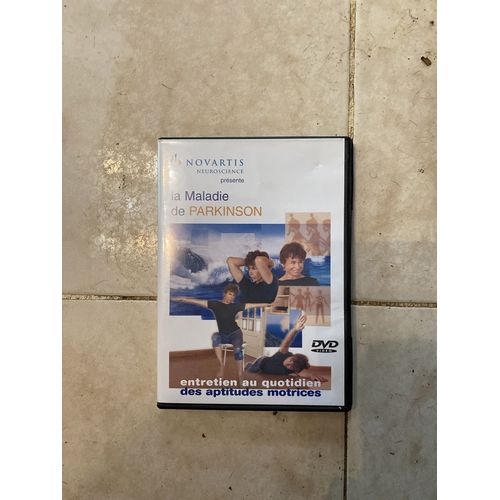 NOVARTIS
NEUROSCIENCE
présente
la Maladie
de PARKINSON
DVD
VIDEO
entretien au quotidien
des aptitudes motrices